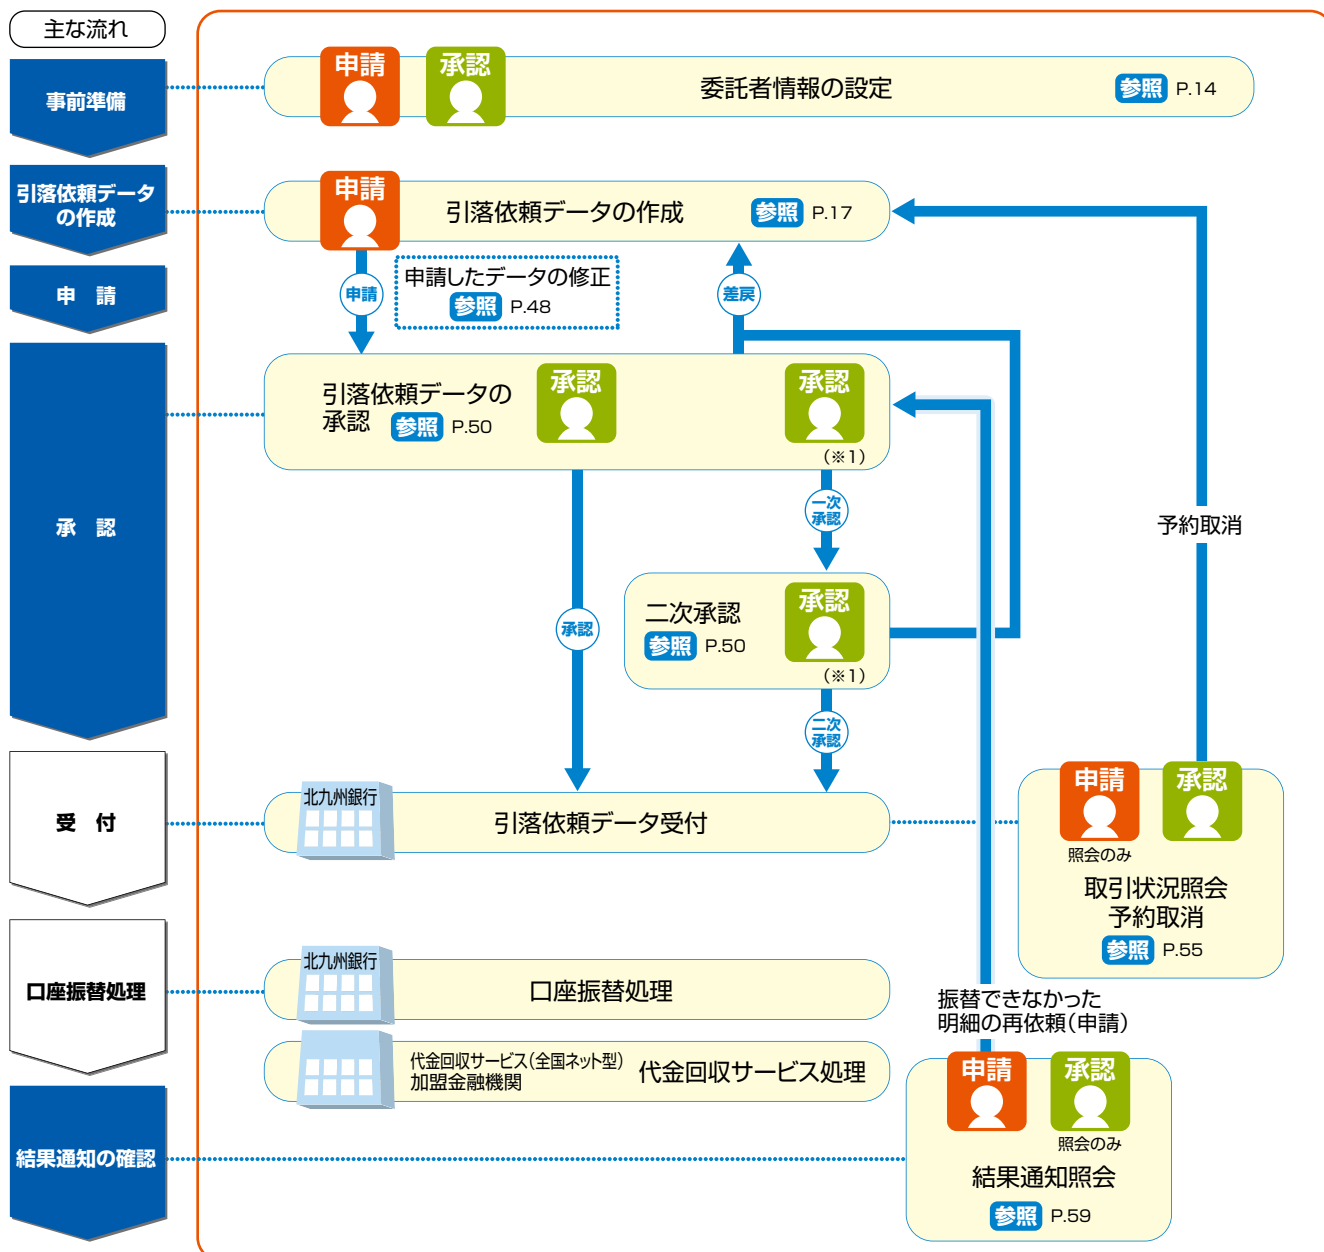 主な流れ
事前準備
申請
承認
委託者情報の設定
参照 P.14
引落依頼データ
の作成
申請
引落依頼データの作成
参照 P.17
申　請
申請
申請したデータの修正
参照 P.48
差戻
承　認
引落依頼データの
承認 参照 P.50
承認
承認
(※1)
一次
承認
予約取消
承認
二次承認
参照 P.50
承認
(※1)
二次
承認
受　付
北九州銀行
引落依頼データ受付
申請
照会のみ
承認
取引状況照会
予約取消
参照 P.55
口座振替処理
北九州銀行
口座振替処理
代金回収サービス（全国ネット型）
加盟金融機関
代金回収サービス処理
振替できなかった
明細の再依頼（申請）
結果通知の確認
申請
承認
照会のみ
結果通知照会
参照 P.59